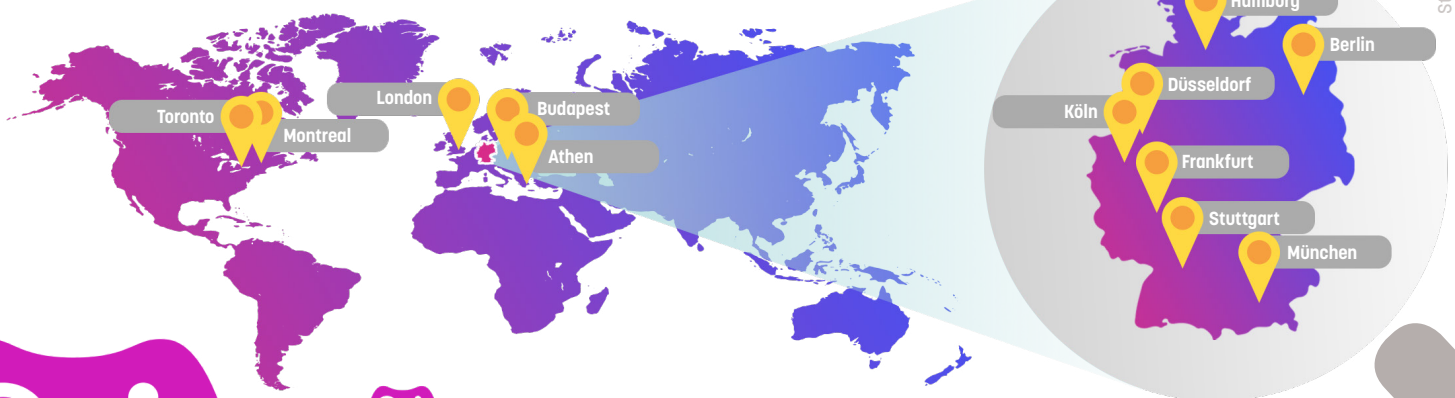 Hamburg
Berlin
London
Düsseldorf
Budapest
Köln
Toronto
Montreal
Athen
Frankfurt
Stuttgart
München